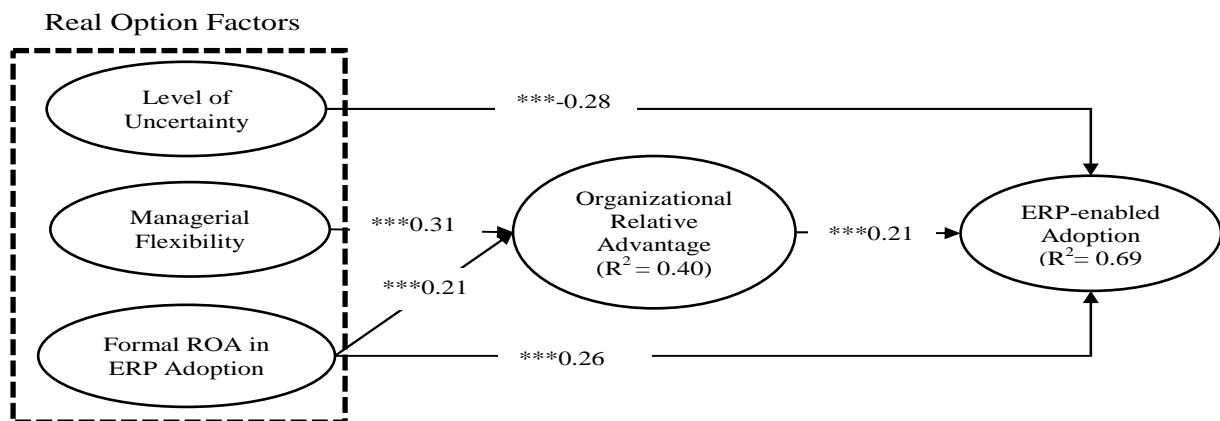 Real Option Factors
Level of
Uncertainty
***-0.28
Managerial
Flexibility
***0.31
Organizational
Relative
Advantage
(R² = 0.40)
***0.21
ERP-enabled
Adoption
(R²= 0.69
***0.21
Formal ROA in
ERP Adoption
***0.26